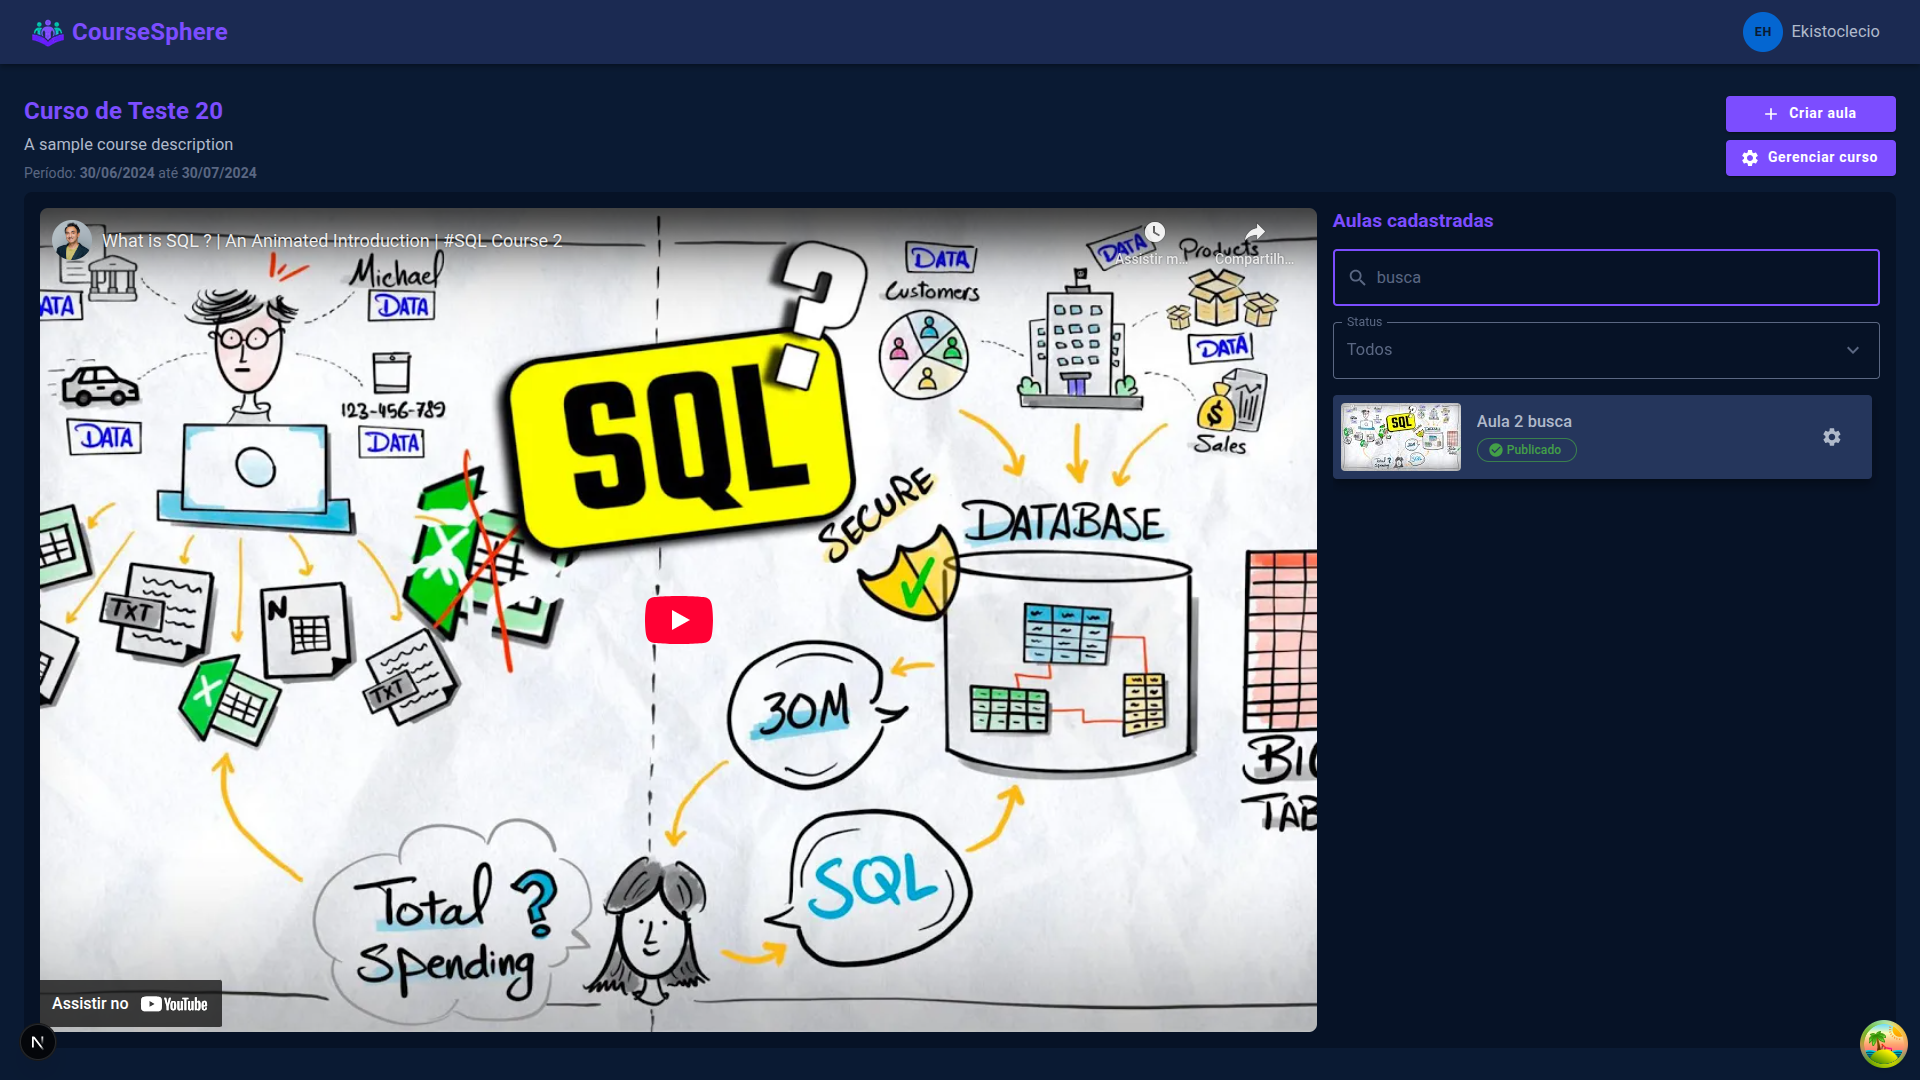 CourseSphere
EH Ekistoclecio
Curso de Teste 20
A sample course description
Período: 30/06/2024 até 30/07/2024
+ Criar aula
Gerenciar curso
What is SQL ? | An Animated Introduction | #SQL Course 2
Assistir m...
Compartilh...
Michael
DATA
ATA
123-456-789
DATA
DATA
SQL
?
DATA
Customers
DATA
Products
DATA
Sales
SECURE
DATABASE
TXT
N
X
TXT
X
30M
SQL
Total ?
Spending
BIG
TAB
Assistir no YouTube
N
Aulas cadastradas
busca
Status
Todos
SQL
Aula 2 busca
Publicado